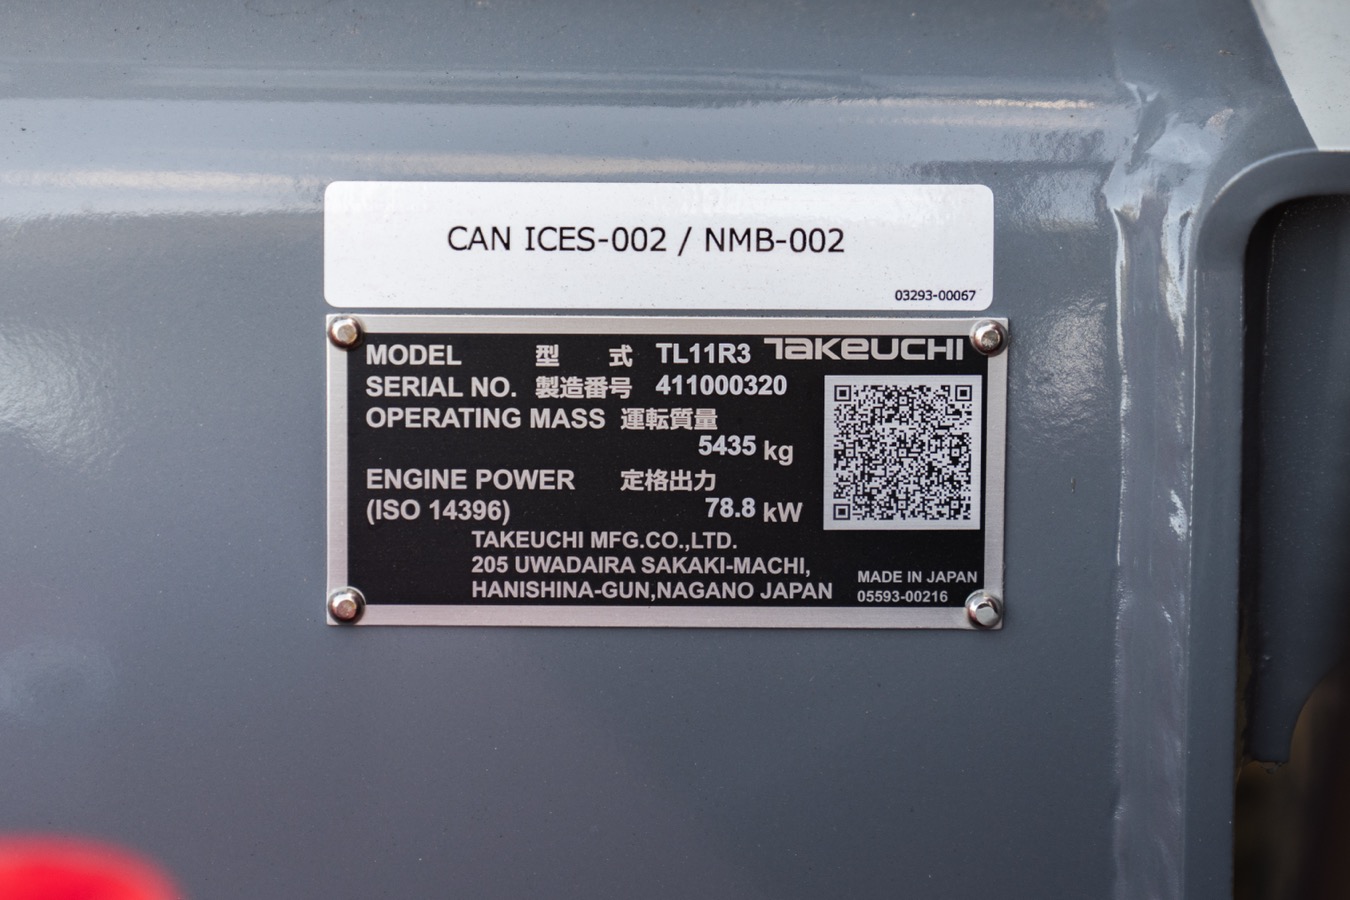 CAN ICES-002 / NMB-002
03293-00067
MODEL 型 式 TL11R3 TAKEUCHI
SERIAL NO. 製造番号 411000320
OPERATING MASS 運転質量
5435 kg
ENGINE POWER 定格出力
(ISO 14396) 78.8 kW
TAKEUCHI MFG.CO.,LTD.
205 UWADAIRA SAKAKI-MACHI,
HANISHINA-GUN,NAGANO JAPAN
MADE IN JAPAN
05593-00216